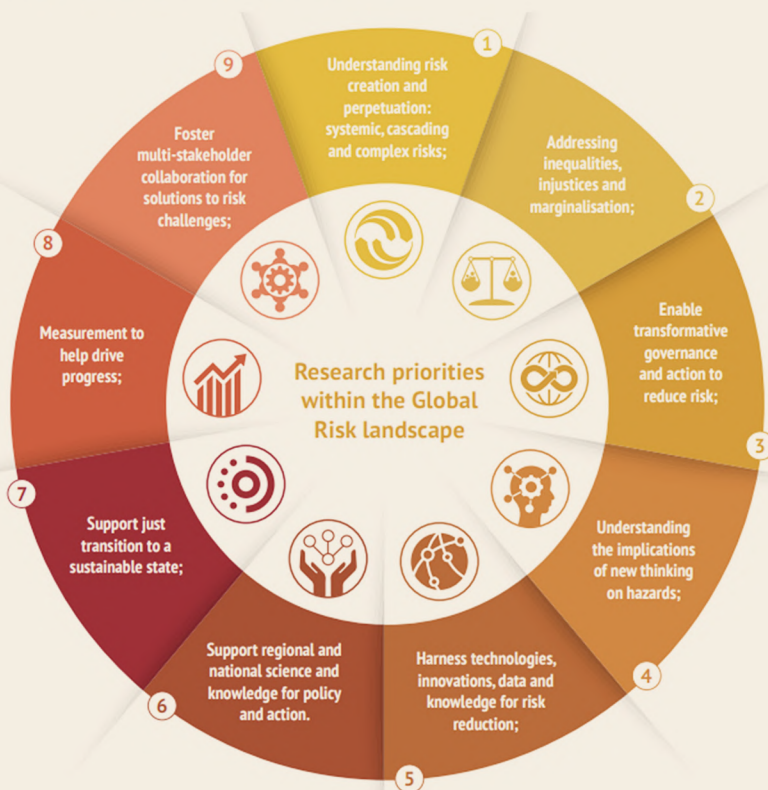 Research priorities
within the Global
Risk landscape
1
Understanding risk
creation and
perpetuation:
systemic, cascading
and complex risks;
2
Addressing
inequalities,
injustices and
marginalisation;
3
Enable
transformative
governance
and action to
reduce risk;
4
Understanding
the implications
of new thinking
on hazards;
5
Harness technologies,
innovations, data and
knowledge for risk
reduction;
6
Support regional and
national science and
knowledge for policy
and action.
7
Support just
transition to a
sustainable state;
8
Measurement to
help drive
progress;
9
Foster
multi-stakeholder
collaboration for
solutions to risk
challenges;